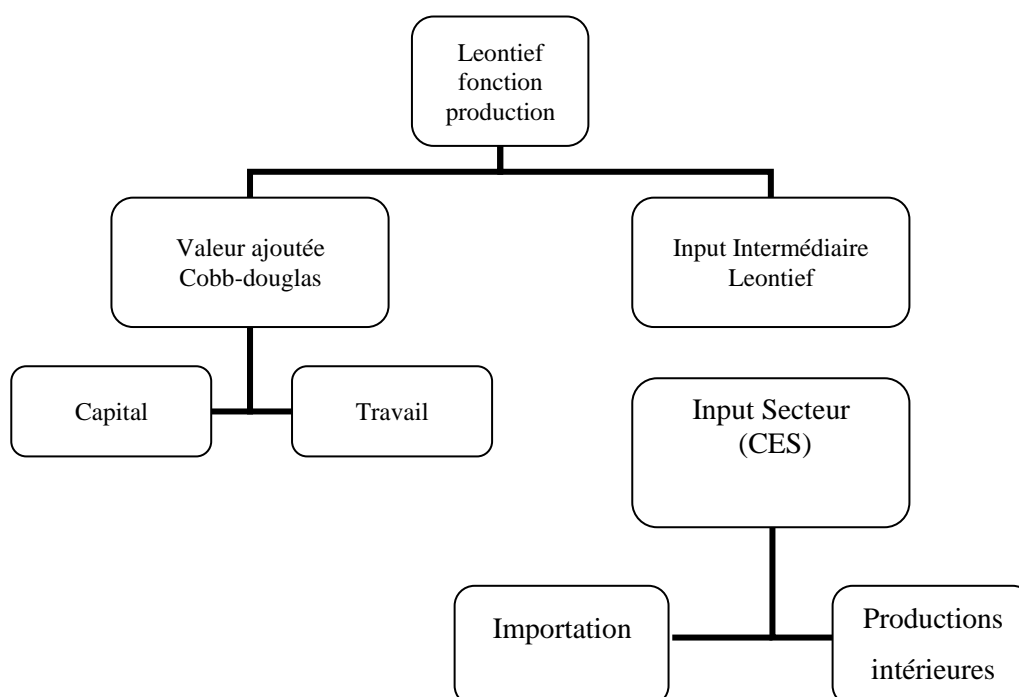 Leontief
fonction
production
Valeur ajoutée
Cobb-douglas
Input Intermédiaire
Leontief
Capital
Travail
Input Secteur
(CES)
Importation
Productions
intérieures